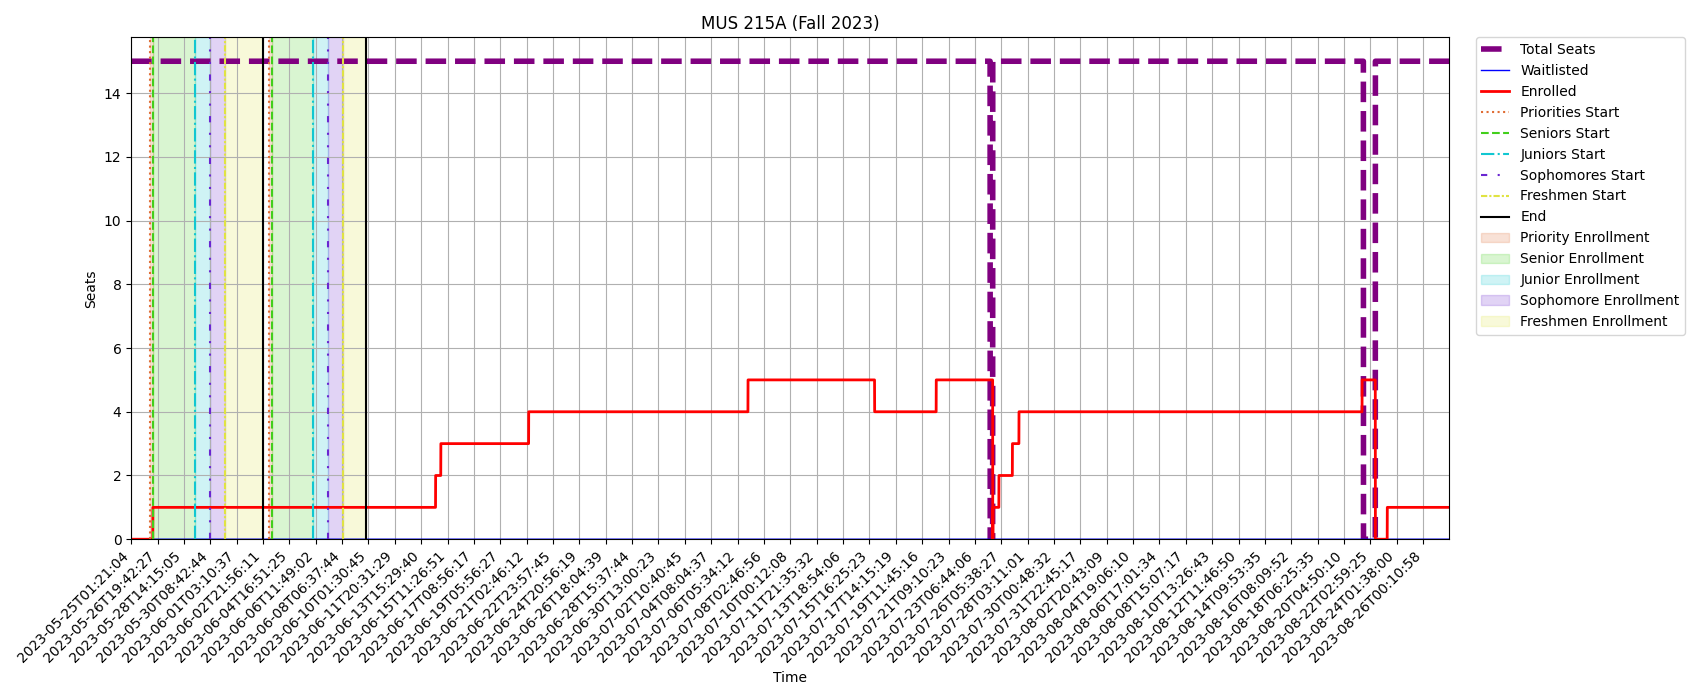 MUS 215A (Fall 2023)
Seats
14
12
10
8
6
4
2
0
2023-05-25T01:21:04
2023-05-26T19:42:27
2023-05-28T14:15:05
2023-05-30T08:42:44
2023-06-01T03:10:37
2023-06-02T21:56:11
2023-06-04T16:51:25
2023-06-06T11:49:02
2023-06-08T06:37:44
2023-06-10T01:30:45
2023-06-11T20:31:29
2023-06-13T15:29:40
2023-06-15T11:26:51
2023-06-17T08:56:17
2023-06-19T05:56:27
2023-06-21T02:46:12
2023-06-22T23:57:45
2023-06-24T20:56:19
2023-06-26T18:04:39
2023-06-28T15:37:44
2023-06-30T13:00:23
2023-07-02T10:40:45
2023-07-04T08:04:37
2023-07-06T05:34:12
2023-07-08T02:46:56
2023-07-10T00:12:08
2023-07-11T21:35:32
2023-07-13T18:54:06
2023-07-15T16:25:23
2023-07-17T14:15:19
2023-07-19T11:45:16
2023-07-21T09:10:23
2023-07-23T06:44:06
2023-07-26T05:38:27
2023-07-28T03:11:01
2023-07-30T00:48:32
2023-07-31T22:45:17
2023-08-02T20:43:09
2023-08-04T19:06:10
2023-08-06T17:01:34
2023-08-08T15:07:17
2023-08-10T13:26:43
2023-08-12T11:46:50
2023-08-14T09:53:35
2023-08-16T08:09:52
2023-08-18T06:25:35
2023-08-20T04:50:10
2023-08-22T02:59:25
2023-08-24T01:38:00
2023-08-26T00:10:58
Time
Total Seats
Waitlisted
Enrolled
Priorities Start
Seniors Start
Juniors Start
Sophomores Start
Freshmen Start
End
Priority Enrollment
Senior Enrollment
Junior Enrollment
Sophomore Enrollment
Freshmen Enrollment